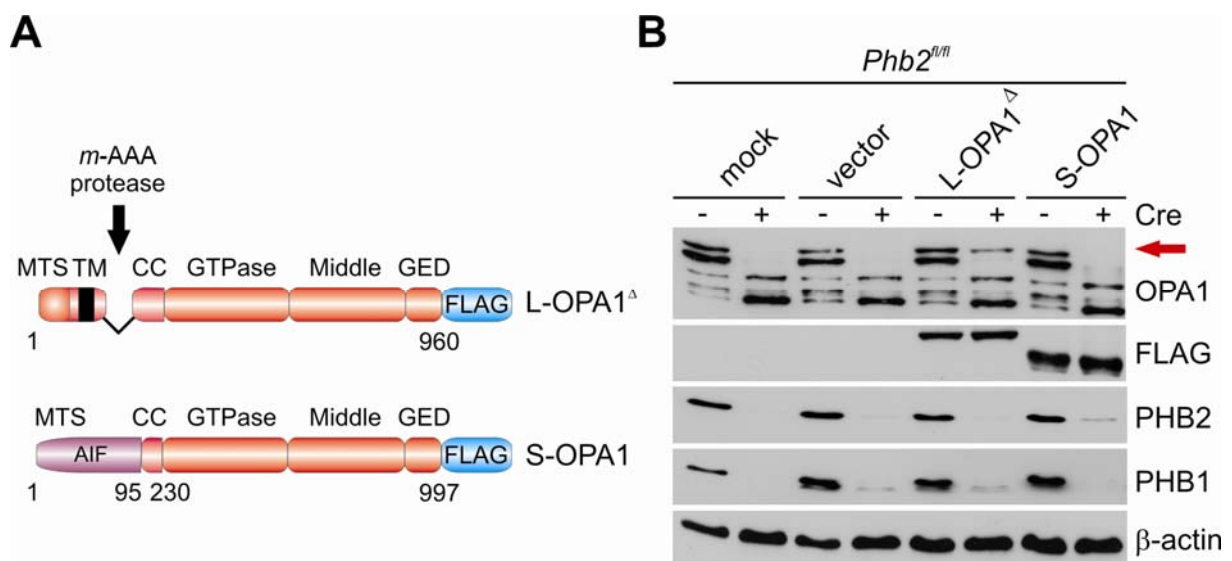 A
m-AAA
protease
MTS TM CC GTPase Middle GED
FLAG L-OPA1Δ
1 960
MTS CC GTPase Middle GED
AIF FLAG S-OPA1
1 95 230 997
B
Phb2fl/fl
mock vector L-OPA1Δ S-OPA1
- + - + - + - + Cre
OPA1
FLAG
PHB2
PHB1
β-actin